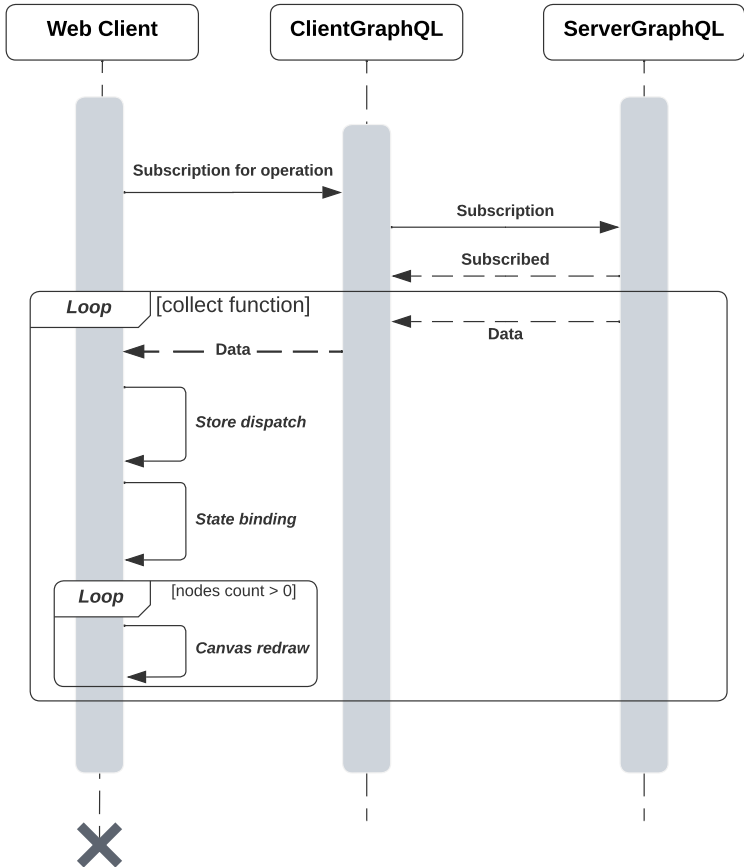 Web Client
ClientGraphQL
ServerGraphQL
Subscription for operation
Subscription
Subscribed
Loop
[collect function]
Data
Data
Store dispatch
State binding
Loop
[nodes count > 0]
Canvas redraw